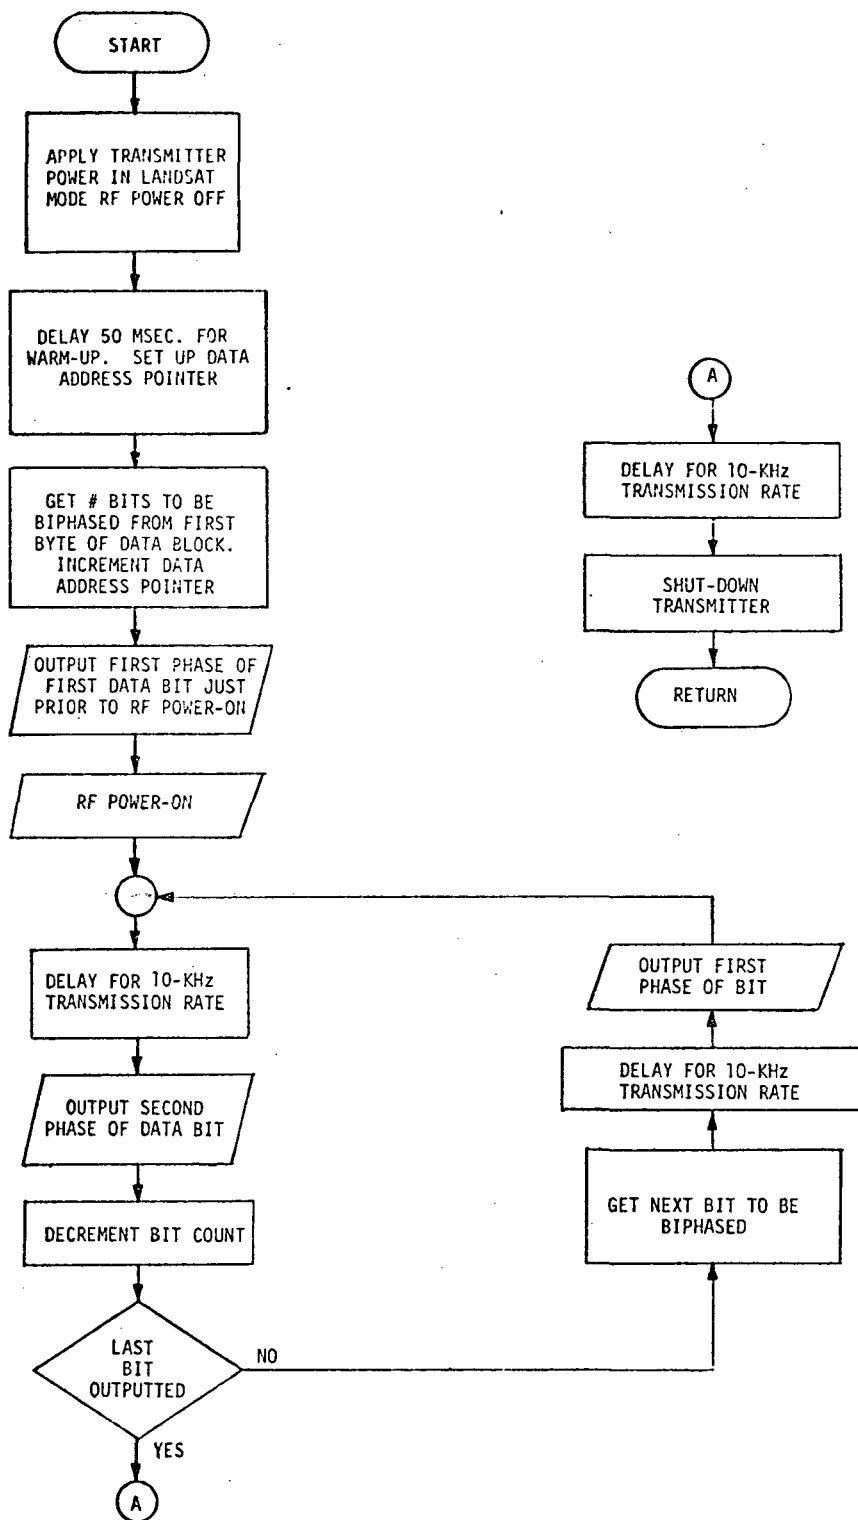 START
APPLY TRANSMITTER
POWER IN LANDSAT
MODE RF POWER OFF
DELAY 50 MSEC. FOR
WARM-UP. SET UP DATA
ADDRESS POINTER
GET # BITS TO BE
BIPHASED FROM FIRST
BYTE OF DATA BLOCK.
INCREMENT DATA
ADDRESS POINTER
OUTPUT FIRST PHASE OF
FIRST DATA BIT JUST
PRIOR TO RF POWER-ON
RF POWER-ON
DELAY FOR 10-KHz
TRANSMISSION RATE
OUTPUT SECOND
PHASE OF DATA BIT
DECREMENT BIT COUNT
LAST
BIT
OUTPUTTED
NO
YES
A
GET NEXT BIT TO BE
BIPHASED
DELAY FOR 10-KHz
TRANSMISSION RATE
OUTPUT FIRST
PHASE OF BIT
A
DELAY FOR 10-KHz
TRANSMISSION RATE
SHUT-DOWN
TRANSMITTER
RETURN